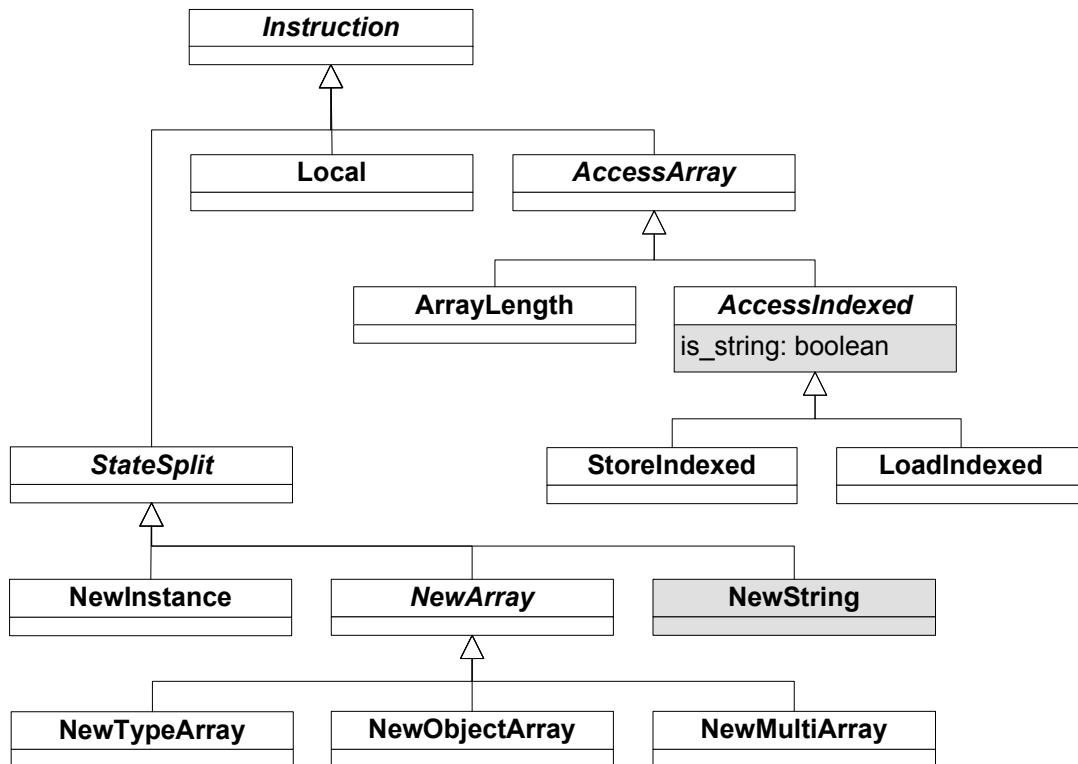 Instruction
Local
AccessArray
ArrayLength
AccessIndexed
is_string: boolean
StateSplit
StoreIndexed
LoadIndexed
NewInstance
NewArray
NewString
NewTypeArray
NewObjectArray
NewMultiArray